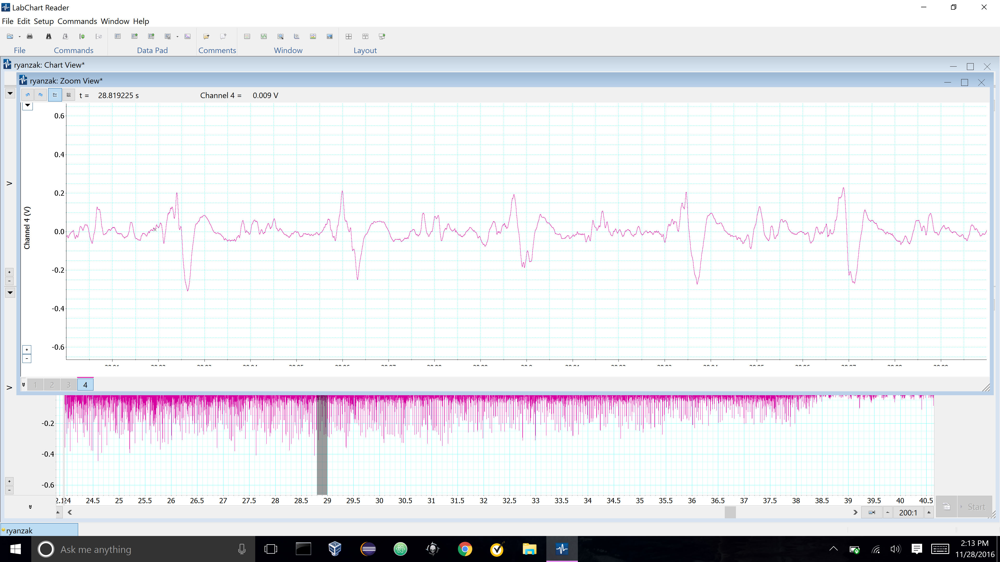 LabChart Reader
File Edit Setup Commands Window Help
File Commands Data Pad Comments Window Layout
ryanzak: Chart View*
ryanzak: Zoom View*
t = 28.819225 s Channel 4 = 0.009 V
0.6
0.4
0.2
0.0
-0.2
-0.4
-0.6
Channel 4 (V)
1 2 3 4
-0.2
-0.4
-0.6
24 24.5 25 25.5 26 26.5 27 27.5 28 28.5 29 29.5 30 30.5 31 31.5 32 32.5 33 33.5 34 34.5 35 35.5 36 36.5 37 37.5 38 38.5 39 39.5 40 40.5
200:1 Start
ryanzak
Ask me anything
2:13 PM
11/28/2016